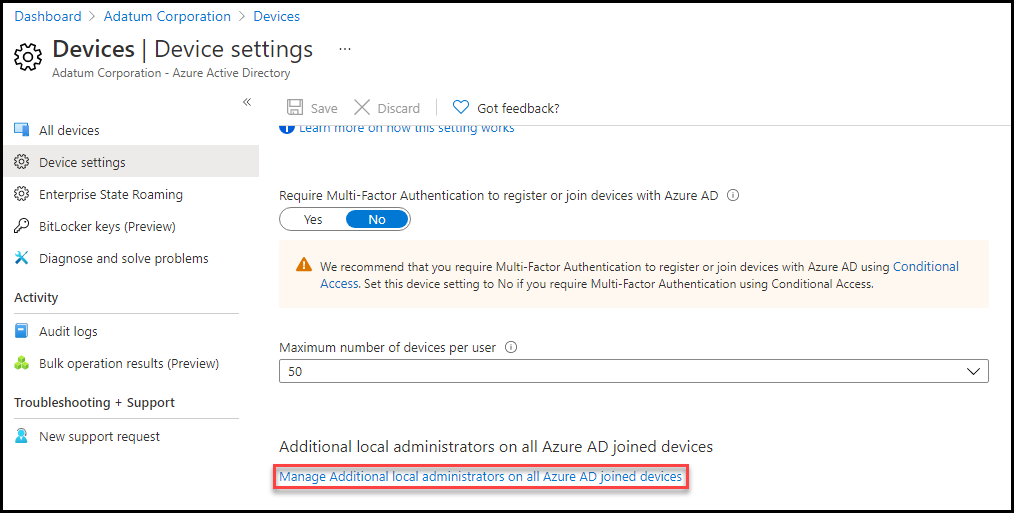 Dashboard > Adatum Corporation > Devices
Devices | Device settings ...
Adatum Corporation - Azure Active Directory
«
All devices
Device settings
Enterprise State Roaming
BitLocker keys (Preview)
Diagnose and solve problems
Activity
Audit logs
Bulk operation results (Preview)
Troubleshooting + Support
New support request
Save Discard Got feedback?
Learn more on how this setting works
Require Multi-Factor Authentication to register or join devices with Azure AD
Yes No
We recommend that you require Multi-Factor Authentication to register or join devices with Azure AD using Conditional
Access. Set this device setting to No if you require Multi-Factor Authentication using Conditional Access.
Maximum number of devices per user
50
Additional local administrators on all Azure AD joined devices
Manage Additional local administrators on all Azure AD joined devices